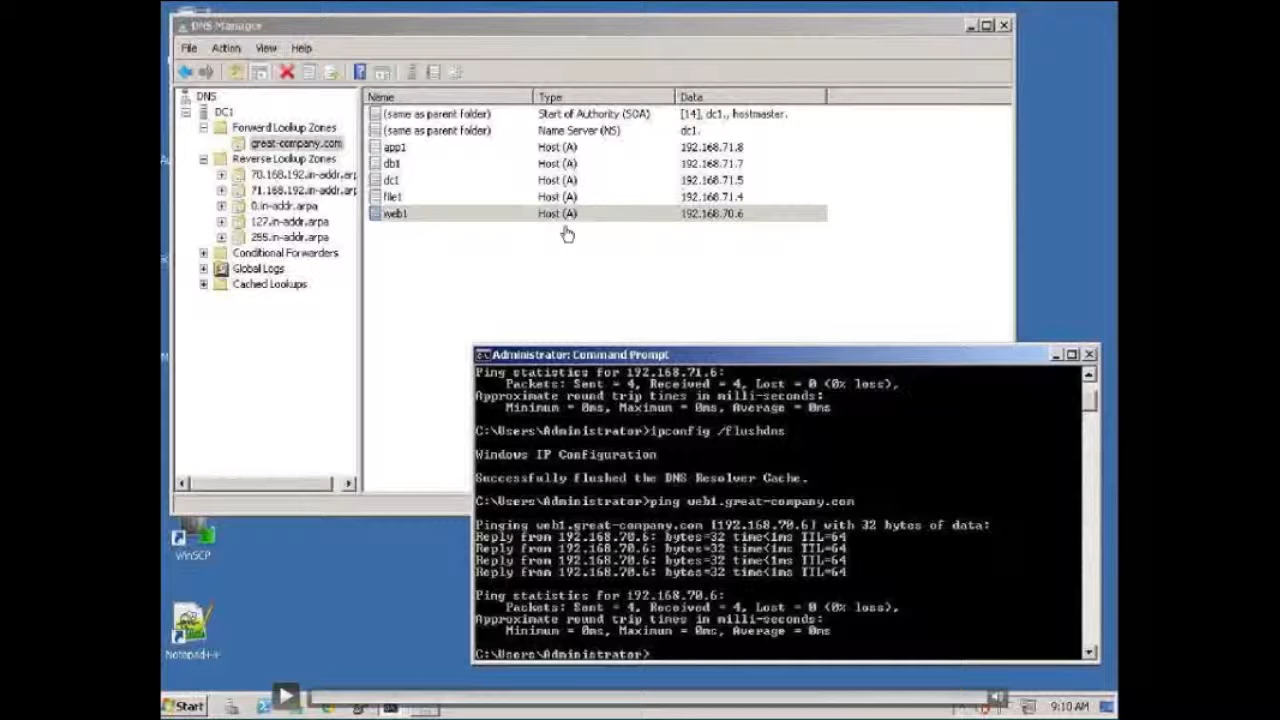 DNS Manager
File Action View Help
DNS
DC1
Forward Lookup Zones
great-company.com
Reverse Lookup Zones
70.168.192.in-addr.arp
71.168.192.in-addr.arp
0.in-addr.arpa
127.in-addr.arpa
255.in-addr.arpa
Conditional Forwarders
Global Logs
Cached Lookups
Name Type Data
(same as parent folder) Start of Authority (SOA) [14], dc1., hostmaster.
(same as parent folder) Name Server (NS) dc1.
app1 Host (A) 192.168.71.8
db1 Host (A) 192.168.71.7
dc1 Host (A) 192.168.71.5
file1 Host (A) 192.168.71.4
web1 Host (A) 192.168.70.6
Administrator: Command Prompt
Ping statistics for 192.168.71.6:
Packets: Sent = 4, Received = 4, Lost = 0 (0% loss),
Approximate round trip times in milli-seconds:
Minimum = 0ms, Maximum = 0ms, Average = 0ms
C:\Users\Administrator>ipconfig /flushdns
Windows IP Configuration
Successfully flushed the DNS Resolver Cache.
C:\Users\Administrator>ping web1.great-company.com
Pinging web1.great-company.com [192.168.70.6] with 32 bytes of data:
Reply from 192.168.70.6: bytes=32 time<1ms TTL=64
Reply from 192.168.70.6: bytes=32 time<1ms TTL=64
Reply from 192.168.70.6: bytes=32 time<1ms TTL=64
Reply from 192.168.70.6: bytes=32 time<1ms TTL=64
Ping statistics for 192.168.70.6:
Packets: Sent = 4, Received = 4, Lost = 0 (0% loss),
Approximate round trip times in milli-seconds:
Minimum = 0ms, Maximum = 0ms, Average = 0ms
C:\Users\Administrator>
WinSCP
Notepad++
Start
9:10 AM